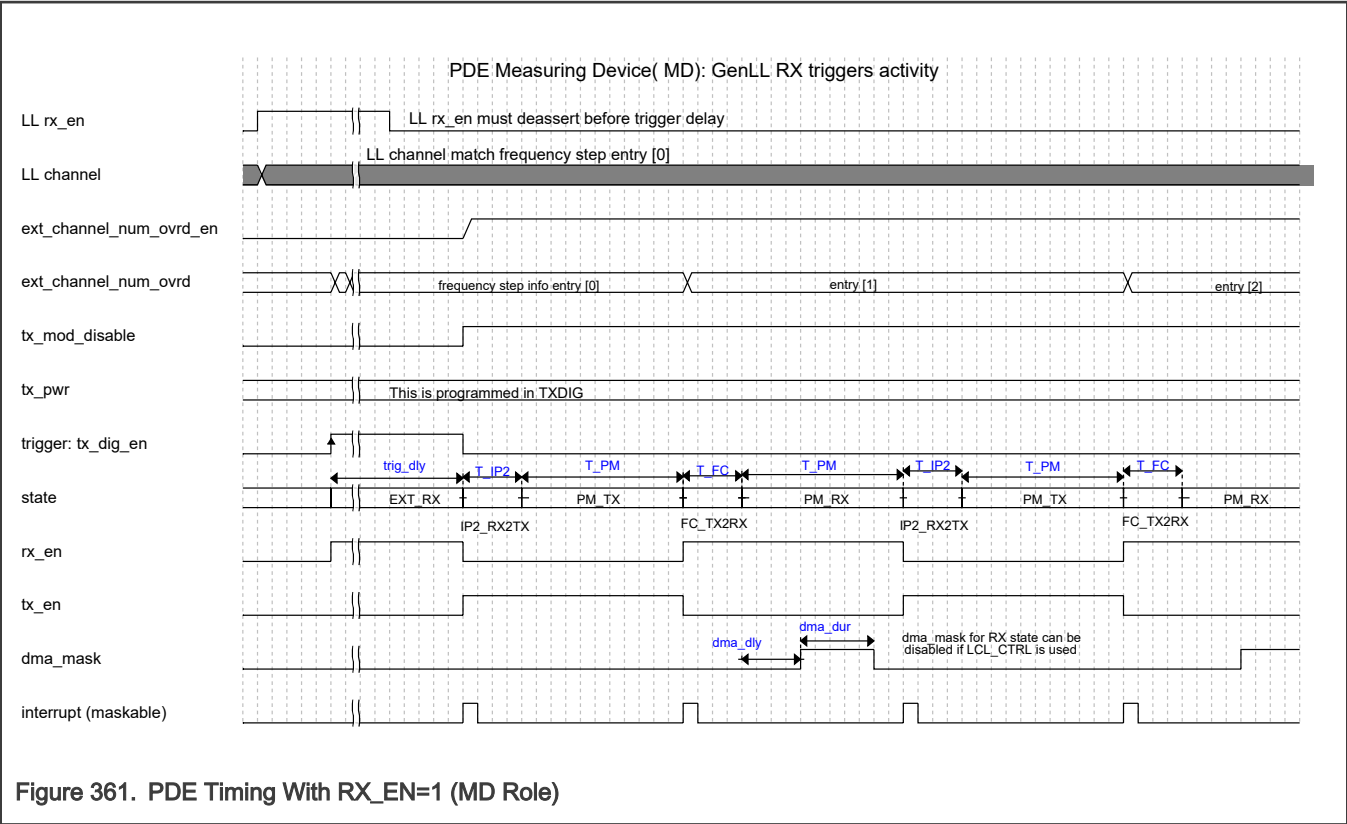 PDE Measuring Device( MD): GenLL RX triggers activity
LL rx_en
LL rx_en must deassert before trigger delay
LL channel match frequency step entry [0]
LL channel
ext_channel_num_ovrd_en
ext_channel_num_ovrd
frequency step info entry [0]
entry [1]
entry [2]
tx_mod_disable
tx_pwr
This is programmed in TXDIG
trigger: tx_dig_en
trig_dly
T_IP2
T_PM
T_FC
T_PM
T_IP2
T_PM
T_FC
state
EXT_RX
PM_TX
PM_RX
PM_TX
PM_RX
IP2_RX2TX
FC_TX2RX
IP2_RX2TX
FC_TX2RX
rx_en
tx_en
dma_dly
dma_dur
dma_mask for RX state can be
disabled if LCL_CTRL is used
dma_mask
interrupt (maskable)
Figure 361. PDE Timing With RX_EN=1 (MD Role)